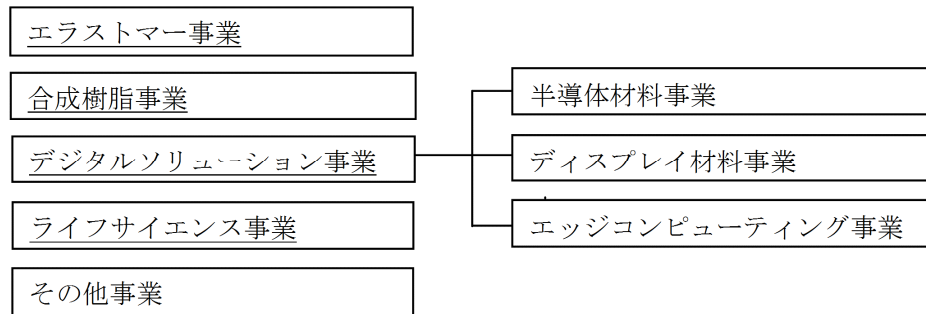 エラストマー事業
合成樹脂事業
デジタルソリューション事業
ライフサイエンス事業
その他事業
半導体材料事業
ディスプレイ材料事業
エッジコンピューティング事業